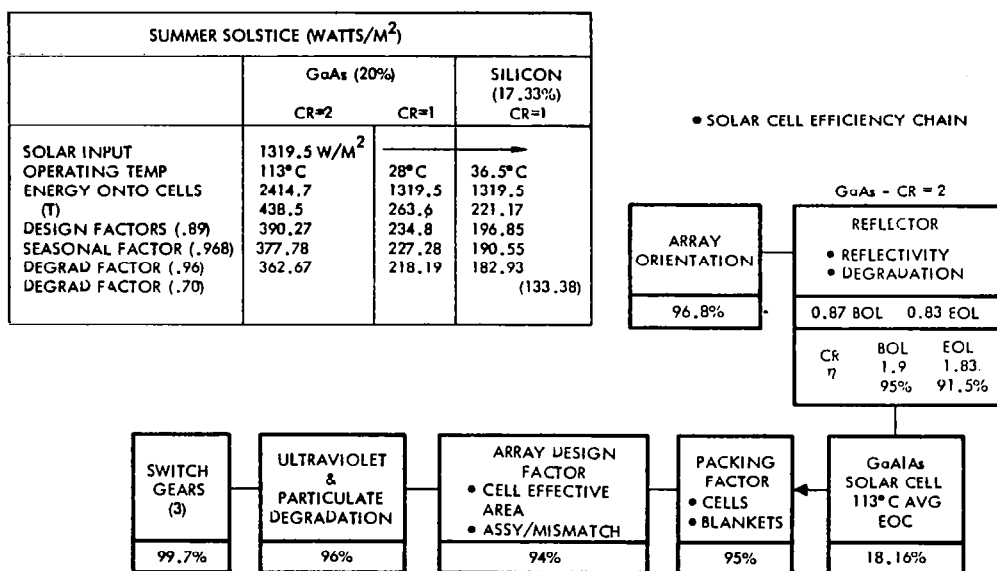 SUMMER SOLSTICE (WATTS/M²)
GaAs (20%) SILICON
(17.33%)
CR=2 CR=1 CR=1
SOLAR INPUT 1319.5 W/M²
OPERATING TEMP 113°C 28°C 36.5°C
ENERGY ONTO CELLS 2414.7 1319.5 1319.5
(T) 438.5 263.6 221.17
DESIGN FACTORS (.89) 390.27 234.8 196.85
SEASONAL FACTOR (.968) 377.78 227.28 190.55
DEGRAD FACTOR (.96) 362.67 218.19 182.93
DEGRAD FACTOR (.70) (133.38)
• SOLAR CELL EFFICIENCY CHAIN
GaAs - CR = 2
ARRAY
ORIENTATION
96.8%
REFLECTOR
• REFLECTIVITY
• DEGRADATION
0.87 BOL 0.83 EOL
BOL EOL
CR 1.9 1.83
η 95% 91.5%
SWITCH
GEARS
(3)
99.7%
ULTRAVIOLET
&
PARTICULATE
DEGRADATION
96%
ARRAY DESIGN
FACTOR
• CELL EFFECTIVE
AREA
• ASSY/MISMATCH
94%
PACKING
FACTOR
• CELLS
• BLANKETS
95%
GaAlAs
SOLAR CELL
113°C AVG
EOC
18.16%